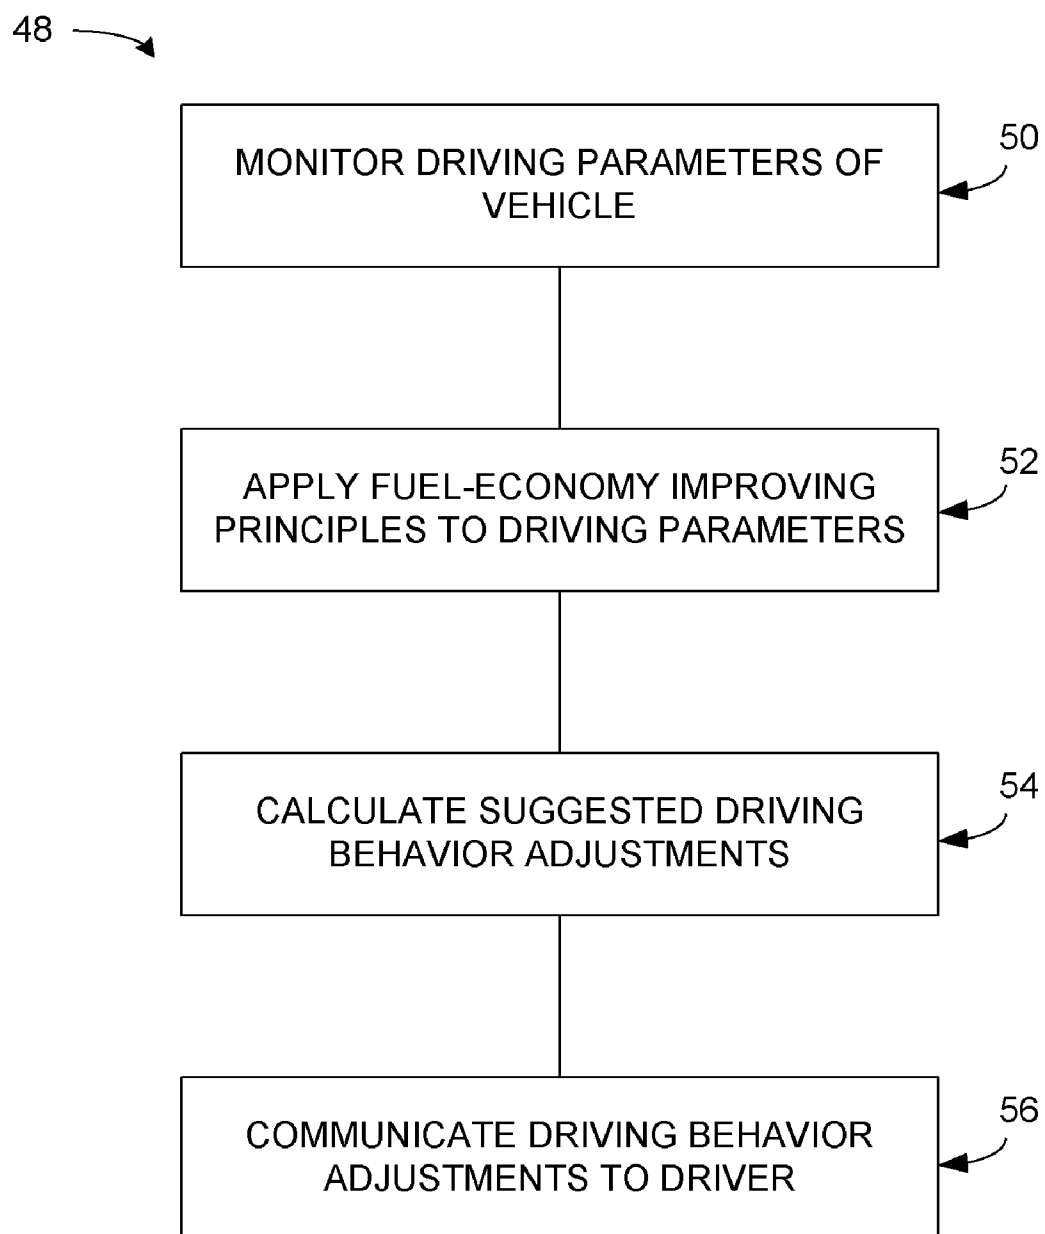 48
MONITOR DRIVING PARAMETERS OF
VEHICLE
50
APPLY FUEL-ECONOMY IMPROVING
PRINCIPLES TO DRIVING PARAMETERS
52
CALCULATE SUGGESTED DRIVING
BEHAVIOR ADJUSTMENTS
54
COMMUNICATE DRIVING BEHAVIOR
ADJUSTMENTS TO DRIVER
56